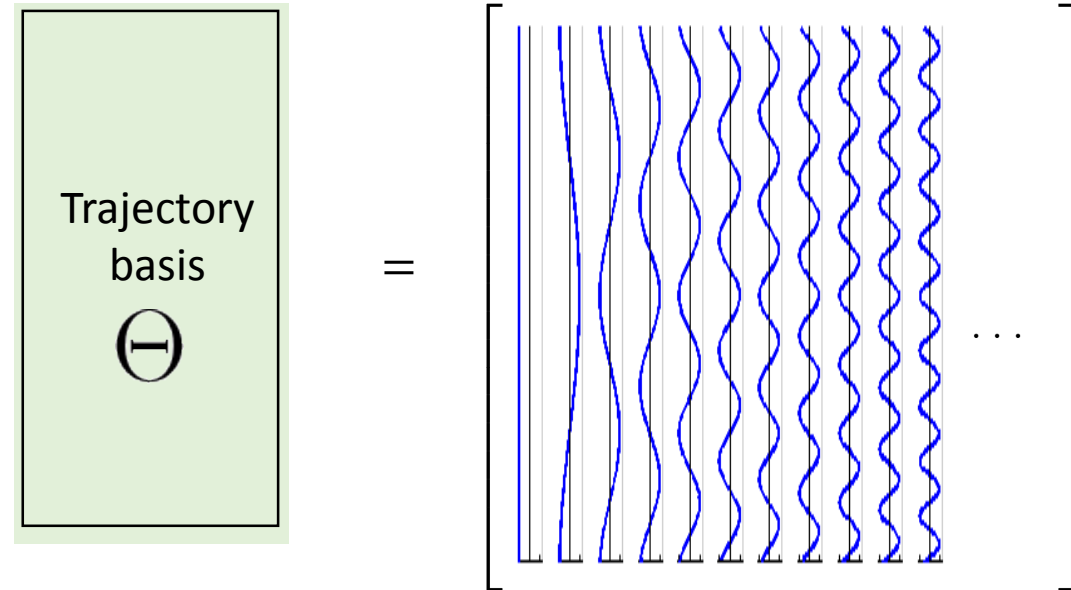 Trajectory
basis
Θ
=
. . .